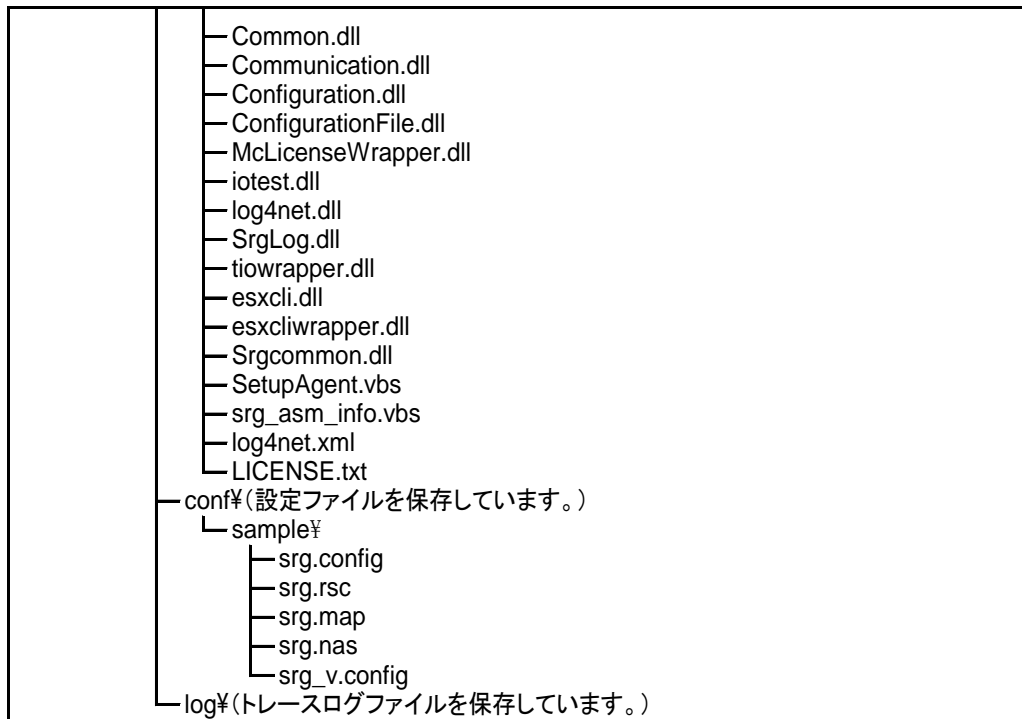 Common.dll
Communication.dll
Configuration.dll
ConfigurationFile.dll
McLicenseWrapper.dll
iotest.dll
log4net.dll
SrgLog.dll
tiowrapper.dll
esxcli.dll
esxcliwrapper.dll
Srgcommon.dll
SetupAgent.vbs
srg_asm_info.vbs
log4net.xml
LICENSE.txt
conf¥(設定ファイルを保存しています。)
sample¥
srg.config
srg.rsc
srg.map
srg.nas
srg_v.config
log¥(トレースログファイルを保存しています。)